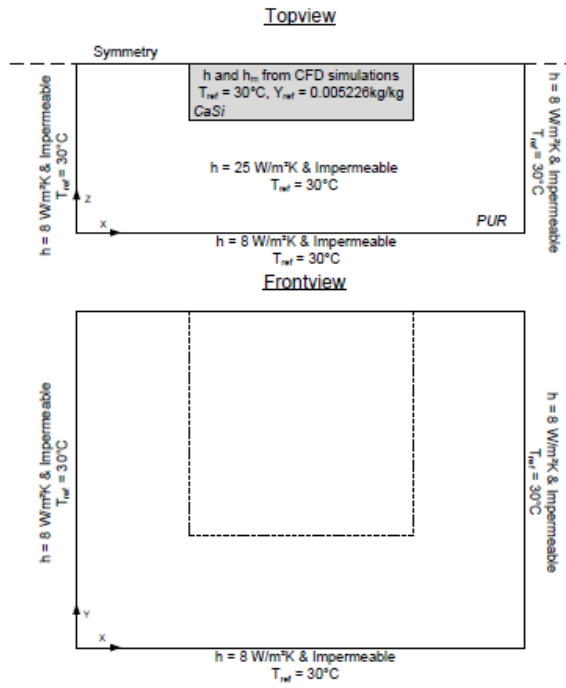 Topview
Symmetry
h and hₘ from CFD simulations
Tᵣₑf = 30°C, Yᵣₑf = 0.005226kg/kg
CaSi
h = 8 W/m²K & Impermeable
Tᵣₑf = 30°C
h = 8 W/m²K & Impermeable
Tᵣₑf = 30°C
h = 25 W/m²K & Impermeable
Tᵣₑf = 30°C
Z
X
PUR
h = 8 W/m²K & Impermeable
Tᵣₑf = 30°C
Frontview
h = 8 W/m²K & Impermeable
Tᵣₑf = 30°C
h = 8 W/m²K & Impermeable
Tᵣₑf = 30°C
Y
X
h = 8 W/m²K & Impermeable
Tᵣₑf = 30°C